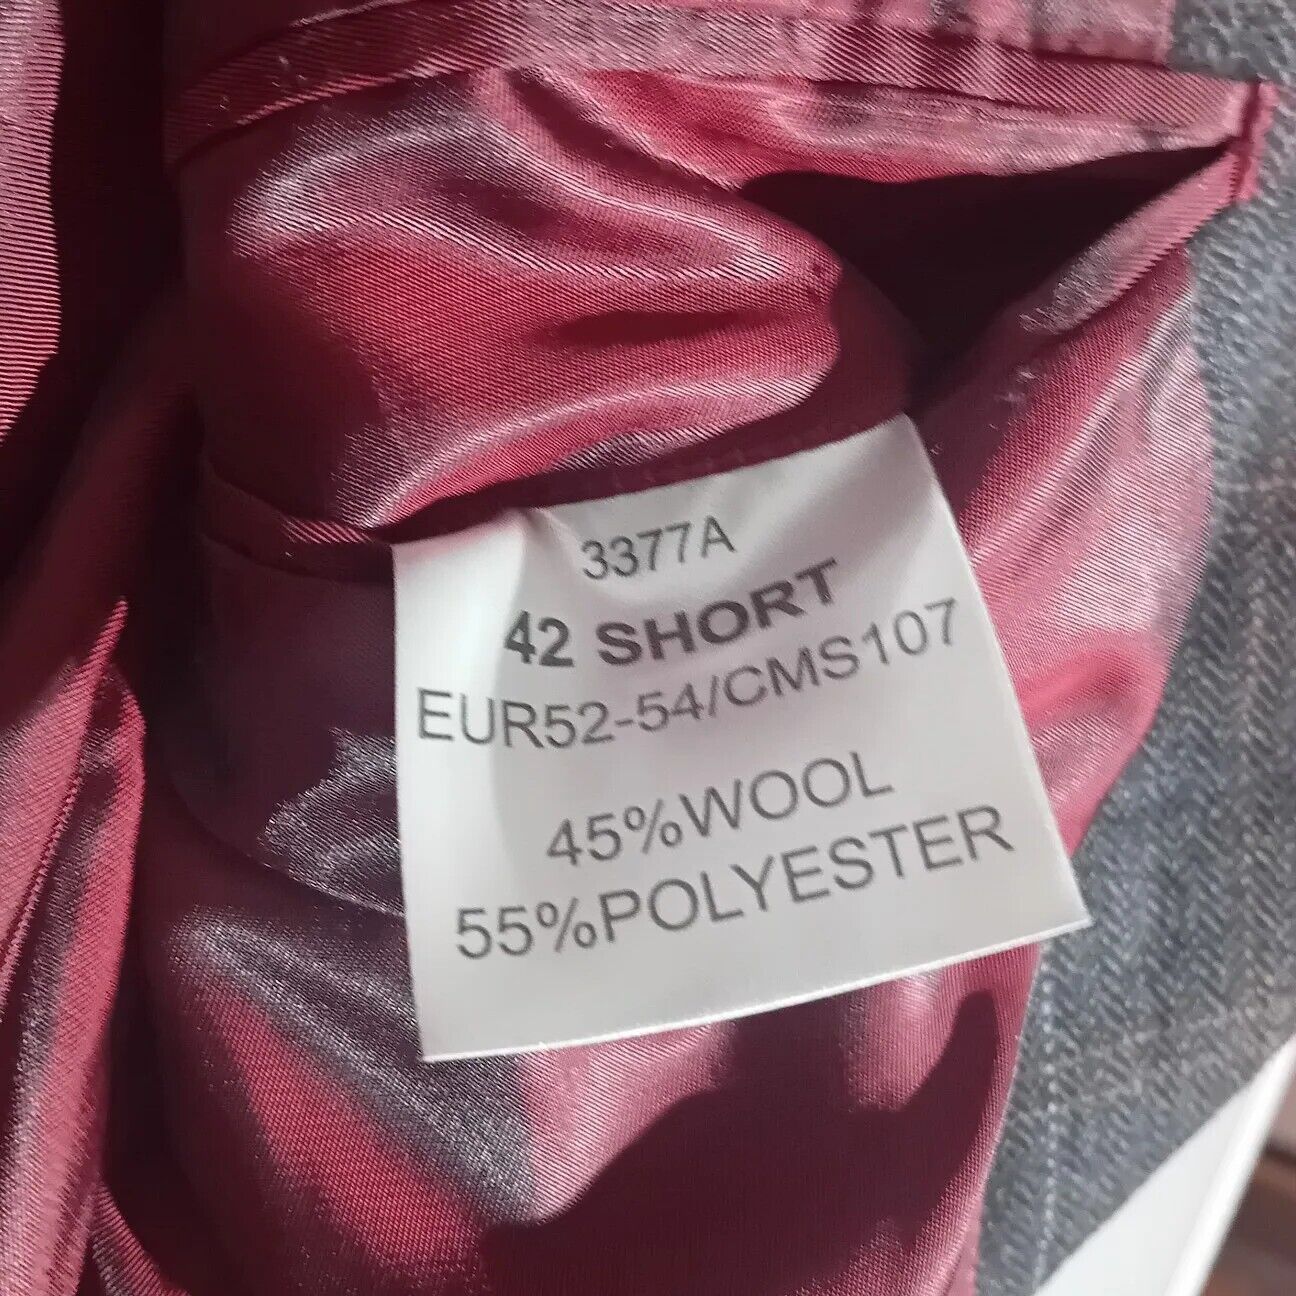 3377A
42 SHORT
EUR52-54/CMS107
45%WOOL
55%POLYESTER